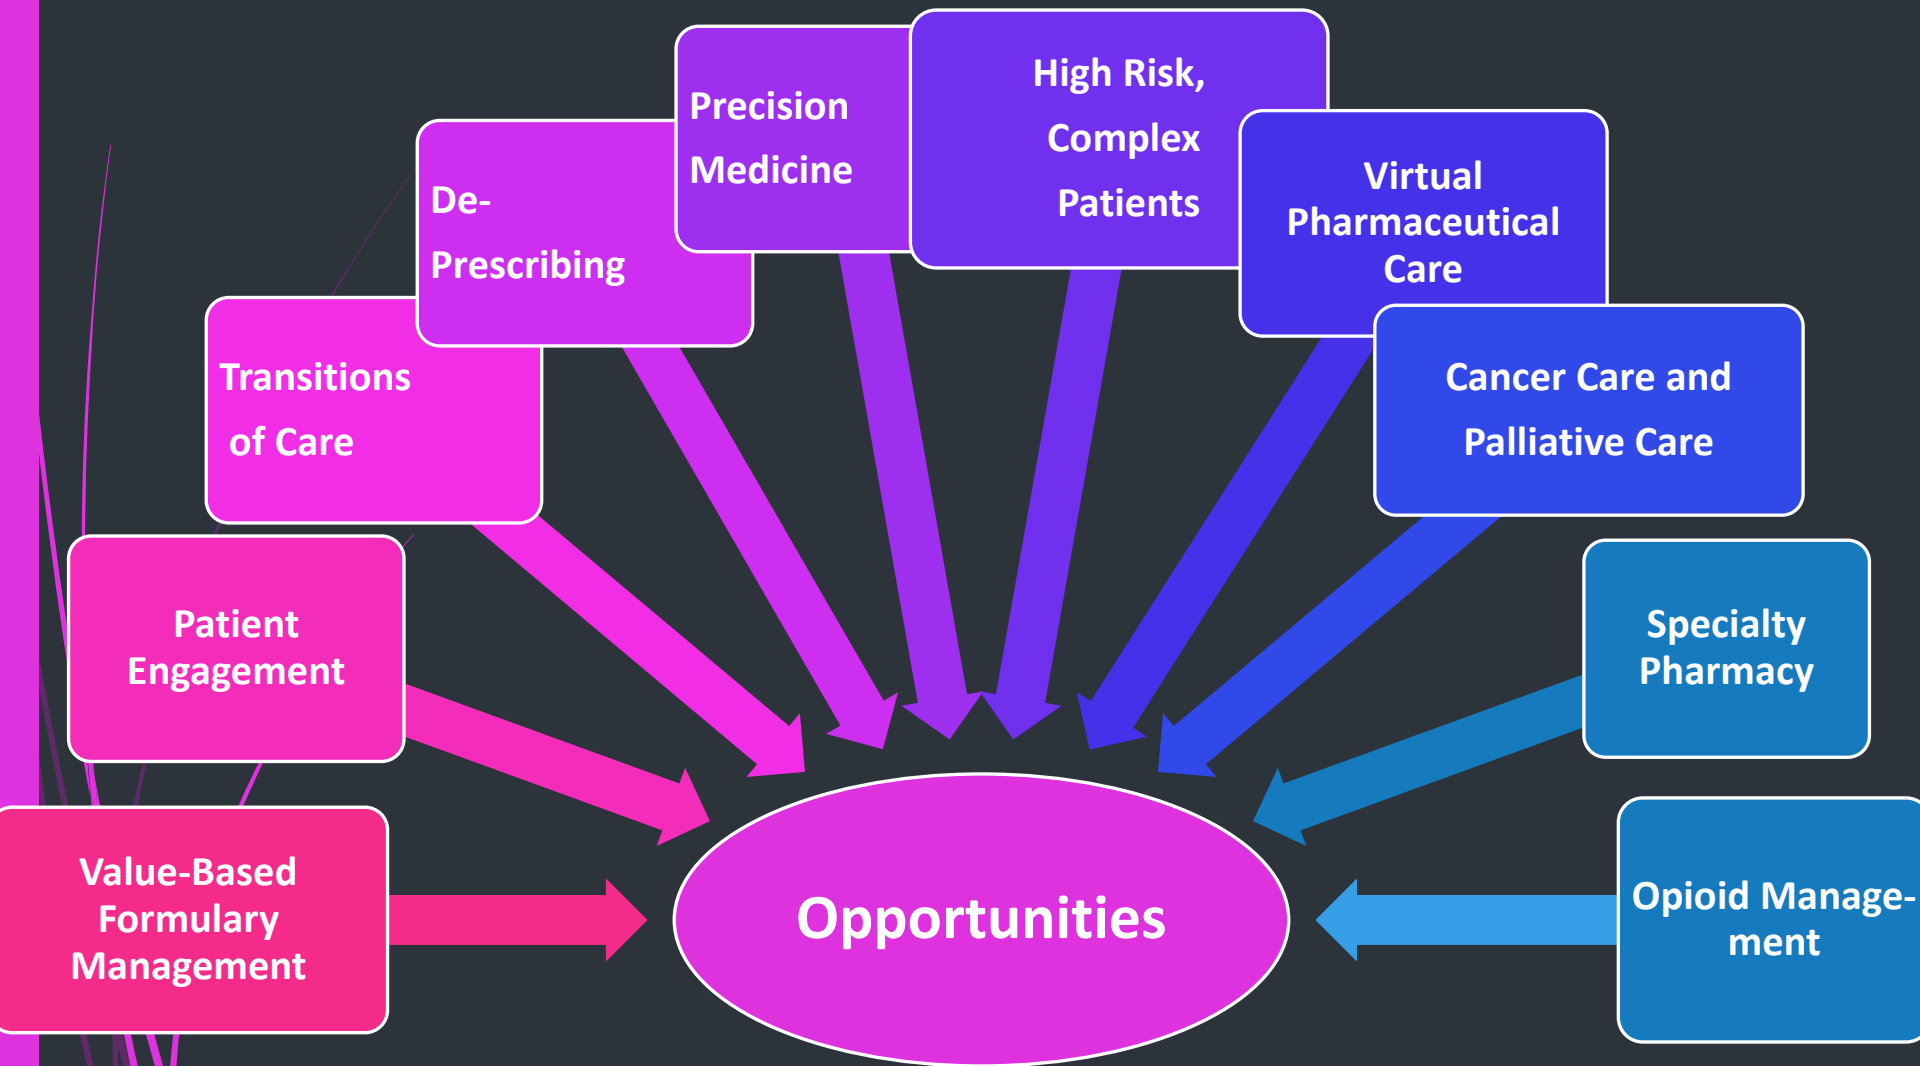 Precision
Medicine
High Risk,
Complex
Patients
De-
Prescribing
Virtual
Pharmaceutical
Care
Transitions
of Care
Cancer Care and
Palliative Care
Patient
Engagement
Specialty
Pharmacy
Value-Based
Formulary
Management
Opportunities
Opioid Manage-
ment